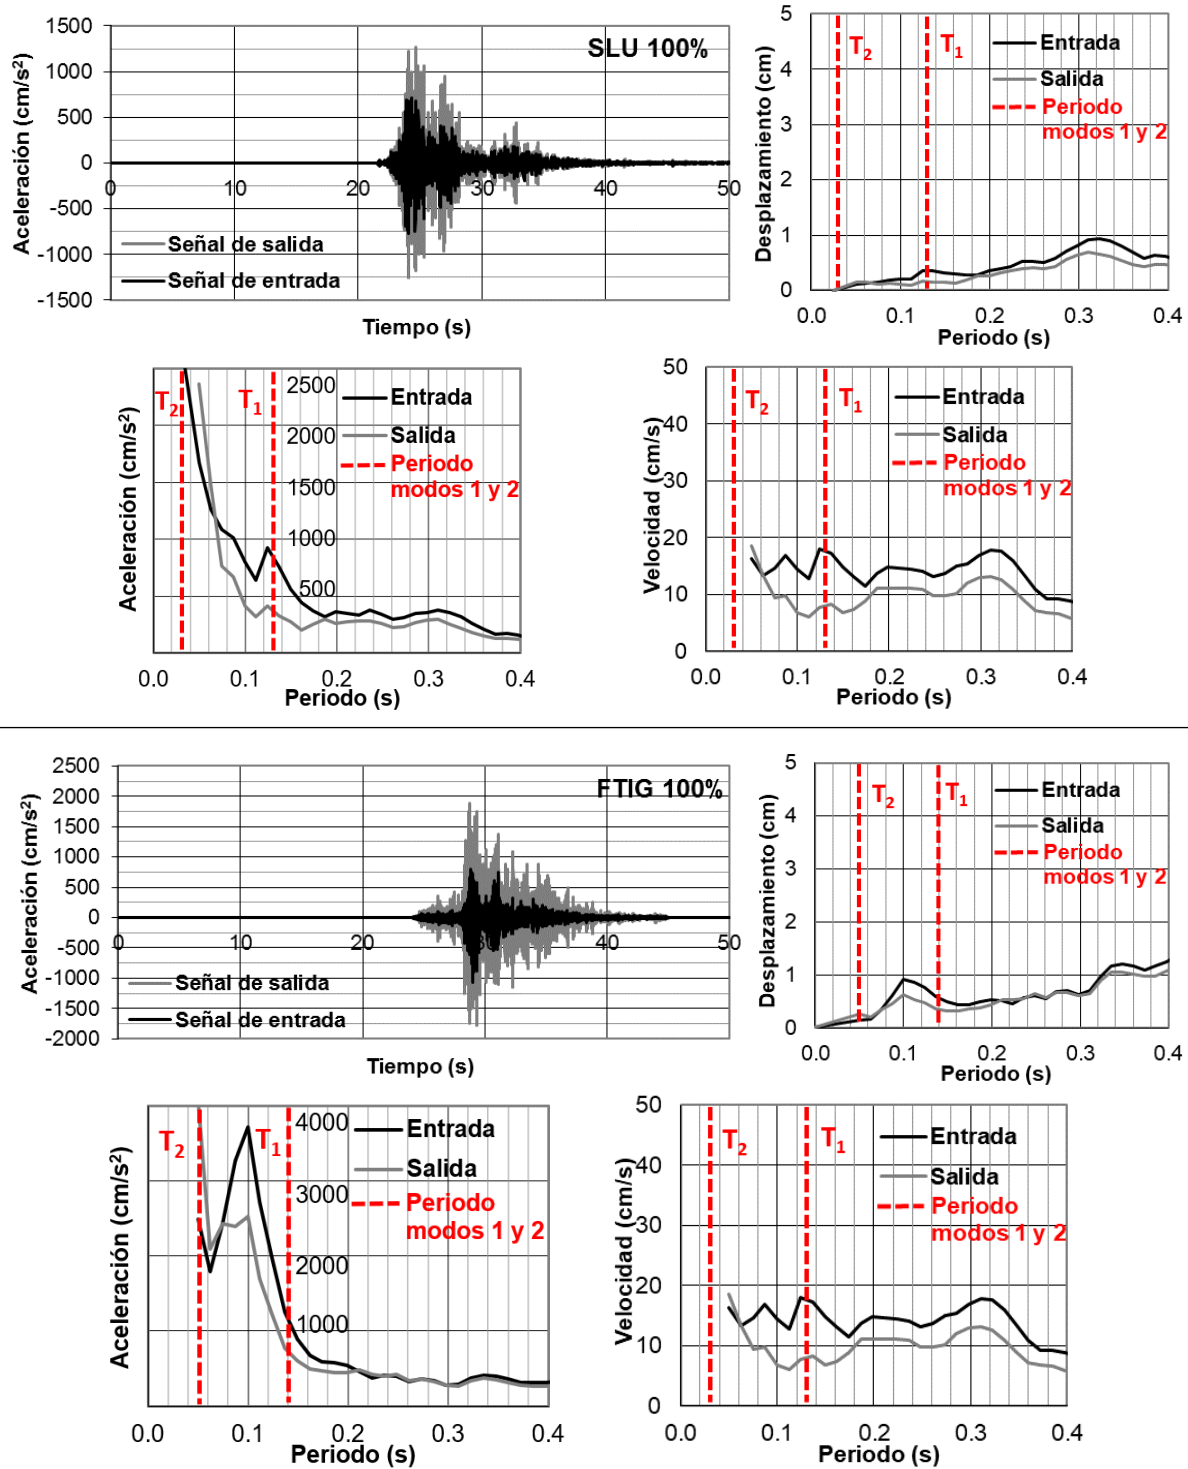 SLU 100%
Aceleración (cm/s²)
1500
1000
500
0
-500
-1000
-1500
0
10
20
30
40
50
Señal de salida
Señal de entrada
Tiempo (s)
Desplazamiento (cm)
5
4
3
2
1
0
T2
T1
Entrada
Salida
Periodo
modos 1 y 2
0.0
0.1
0.2
0.3
0.4
Periodo (s)
Aceleración (cm/s²)
T2
T1
2500
2000
1500
1000
500
Entrada
Salida
Periodo
modos 1 y 2
0.0
0.1
0.2
0.3
0.4
Periodo (s)
Velocidad (cm/s)
50
40
30
20
10
0
T2
T1
Entrada
Salida
Periodo
modos 1 y 2
0.0
0.1
0.2
0.3
0.4
Periodo (s)
FTIG 100%
Aceleración (cm/s²)
2500
2000
1500
1000
500
0
-500
-1000
-1500
-2000
0
10
20
30
40
50
Señal de salida
Señal de entrada
Tiempo (s)
Desplazamiento (cm)
5
4
3
2
1
0
T2
T1
Entrada
Salida
Periodo
modos 1 y 2
0.0
0.1
0.2
0.3
0.4
Periodo (s)
Aceleración (cm/s²)
T2
T1
4000
3000
2000
1000
Entrada
Salida
Periodo
modos 1 y 2
0.0
0.1
0.2
0.3
0.4
Periodo (s)
Velocidad (cm/s)
50
40
30
20
10
0
T2
T1
Entrada
Salida
Periodo
modos 1 y 2
0.0
0.1
0.2
0.3
0.4
Periodo (s)